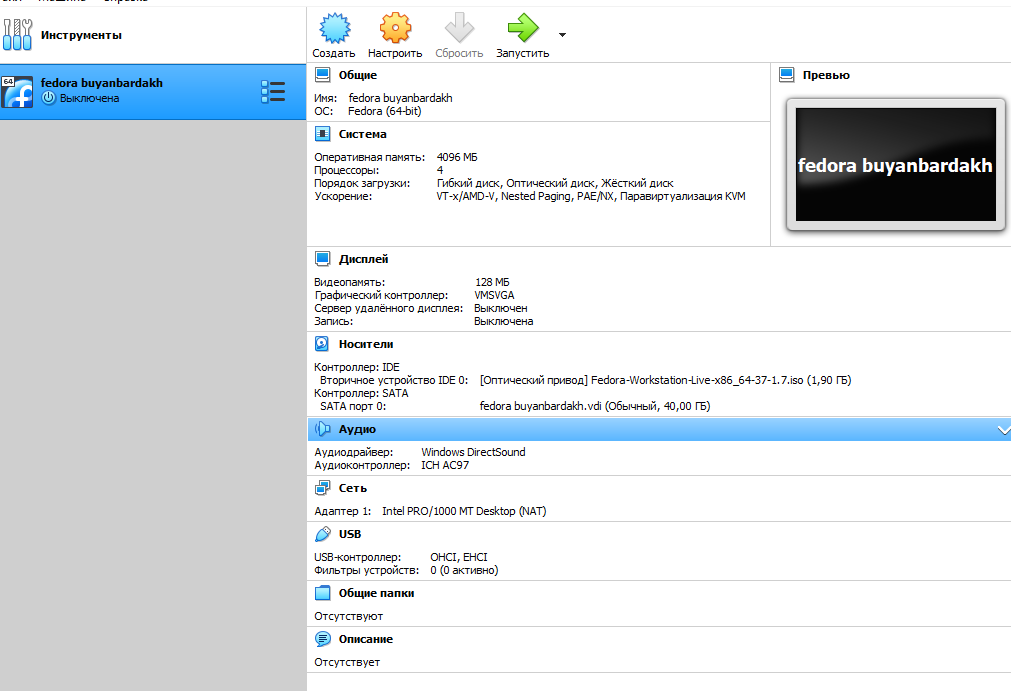 Инструменты
64
fedora buyanbardakh
Выключена
Создать Настроить Сбросить Запустить
Общие
Имя: fedora buyanbardakh
ОС: Fedora (64-bit)
Система
Оперативная память: 4096 МБ
Процессоры: 4
Порядок загрузки: Гибкий диск, Оптический диск, Жёсткий диск
Ускорение: VT-x/AMD-V, Nested Paging, PAE/NX, Паравиртуализация KVM
Превью
fedora buyanbardakh
Дисплей
Видеопамять: 128 МБ
Графический контроллер: VMSVGA
Сервер удалённого дисплея: Выключен
Запись: Выключена
Носители
Контроллер: IDE
Вторичное устройство IDE 0: [Оптический привод] Fedora-Workstation-Live-x86_64-37-1.7.iso (1,90 ГБ)
Контроллер: SATA
SATA порт 0: fedora buyanbardakh.vdi (Обычный, 40,00 ГБ)
Аудио
Аудиодрайвер: Windows DirectSound
Аудиоконтроллер: ICH AC97
Сеть
Адаптер 1: Intel PRO/1000 MT Desktop (NAT)
USB
USB-контроллер: OHCI, EHCI
Фильтры устройств: 0 (0 активно)
Общие папки
Отсутствуют
Описание
Отсутствует